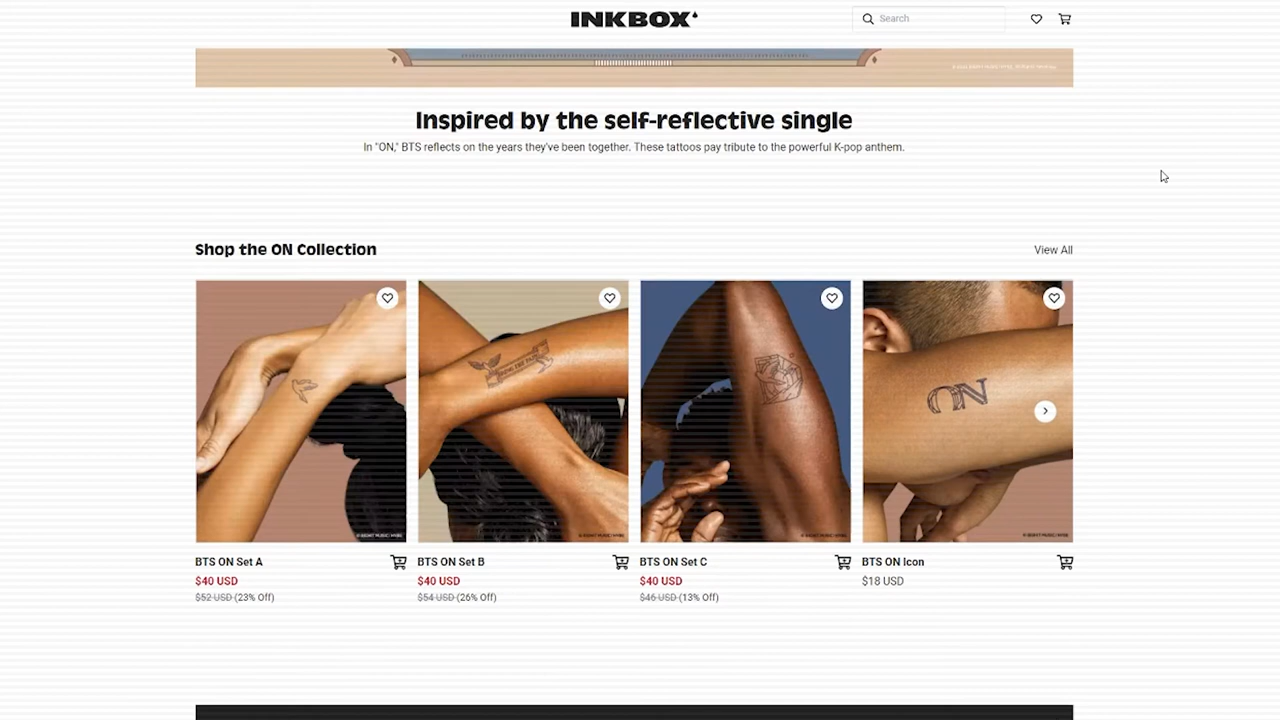 INKBOX
Search
Inspired by the self-reflective single
In "ON," BTS reflects on the years they've been together. These tattoos pay tribute to the powerful K-pop anthem.
Shop the ON Collection
View All
ON
BTS ON Set A
$40 USD
$52 USD (23% Off)
BTS ON Set B
$40 USD
$54 USD (26% Off)
BTS ON Set C
$40 USD
$46 USD (13% Off)
BTS ON Icon
$18 USD